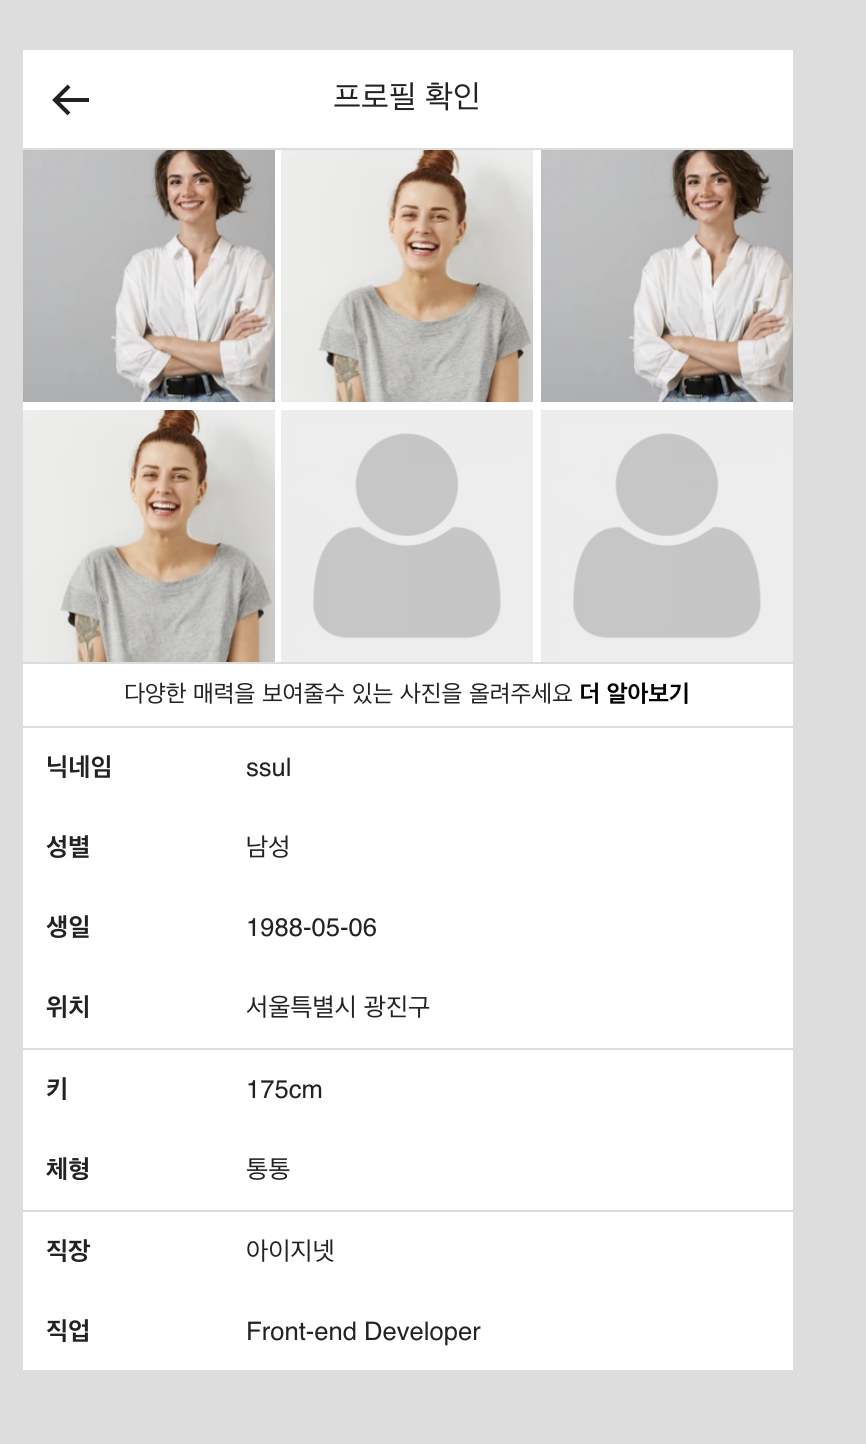 프로필 확인
다양한 매력을 보여줄수 있는 사진을 올려주세요 더 알아보기
닉네임 ssul
성별 남성
생일 1988-05-06
위치 서울특별시 광진구
키 175cm
체형 통통
직장 아이지넷
직업 Front-end Developer